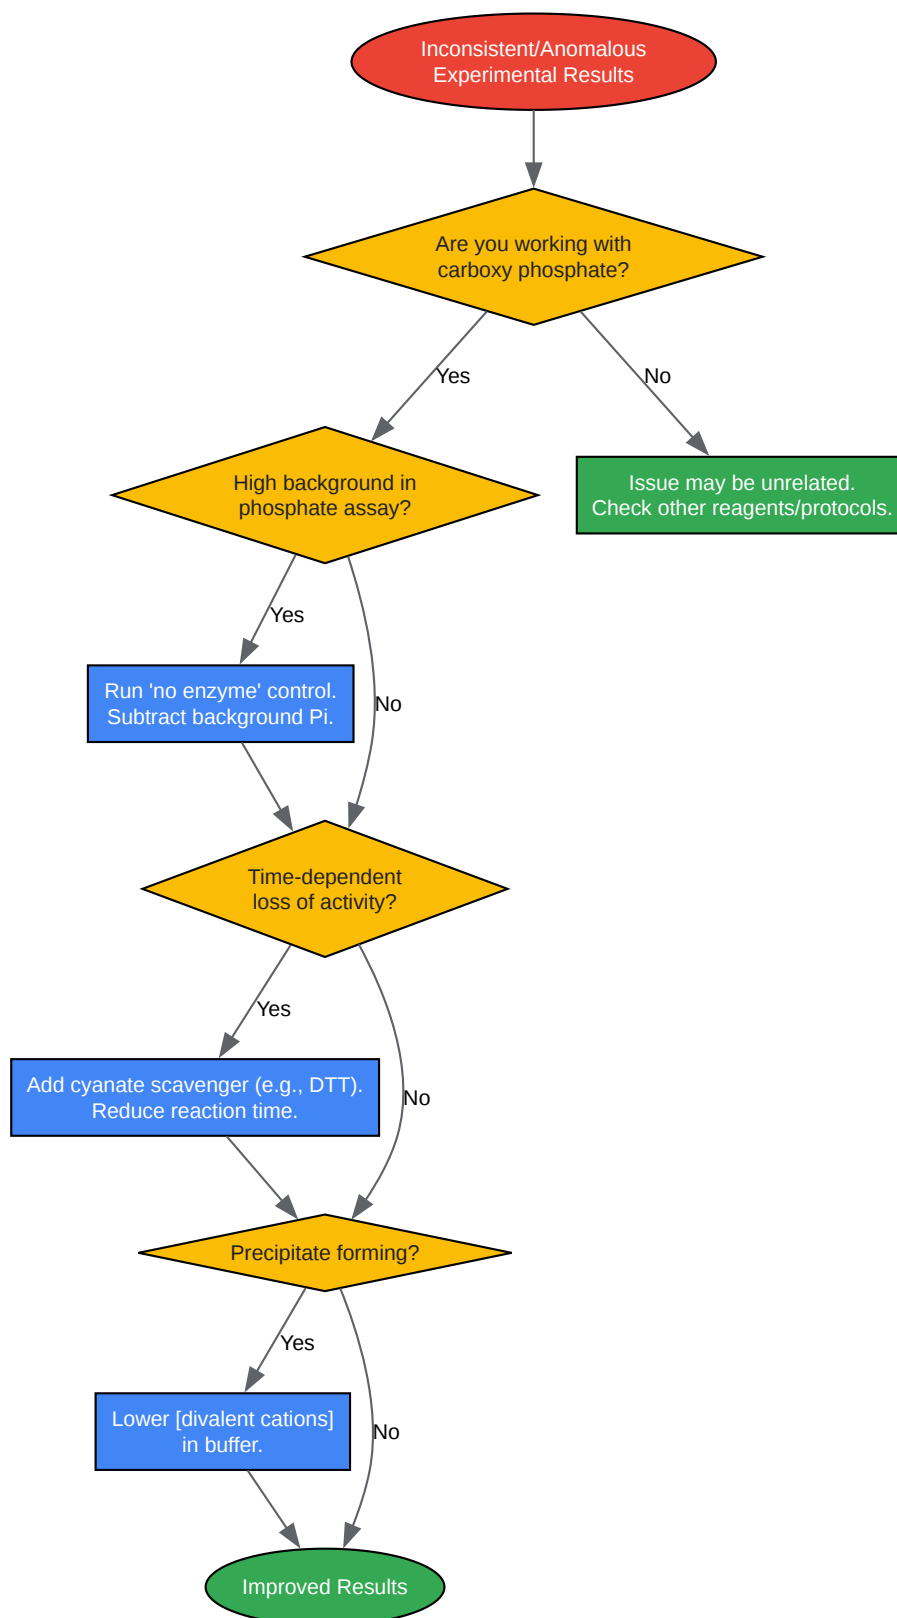 Inconsistent/Anomalous
Experimental Results
Are you working with
carboxy phosphate?
Yes
No
High background in
phosphate assay?
Issue may be unrelated.
Check other reagents/protocols.
Yes
Run 'no enzyme' control.
Subtract background Pi.
No
Time-dependent
loss of activity?
Yes
Add cyanate scavenger (e.g., DTT).
Reduce reaction time.
No
Precipitate forming?
Yes
Lower [divalent cations]
in buffer.
No
Improved Results